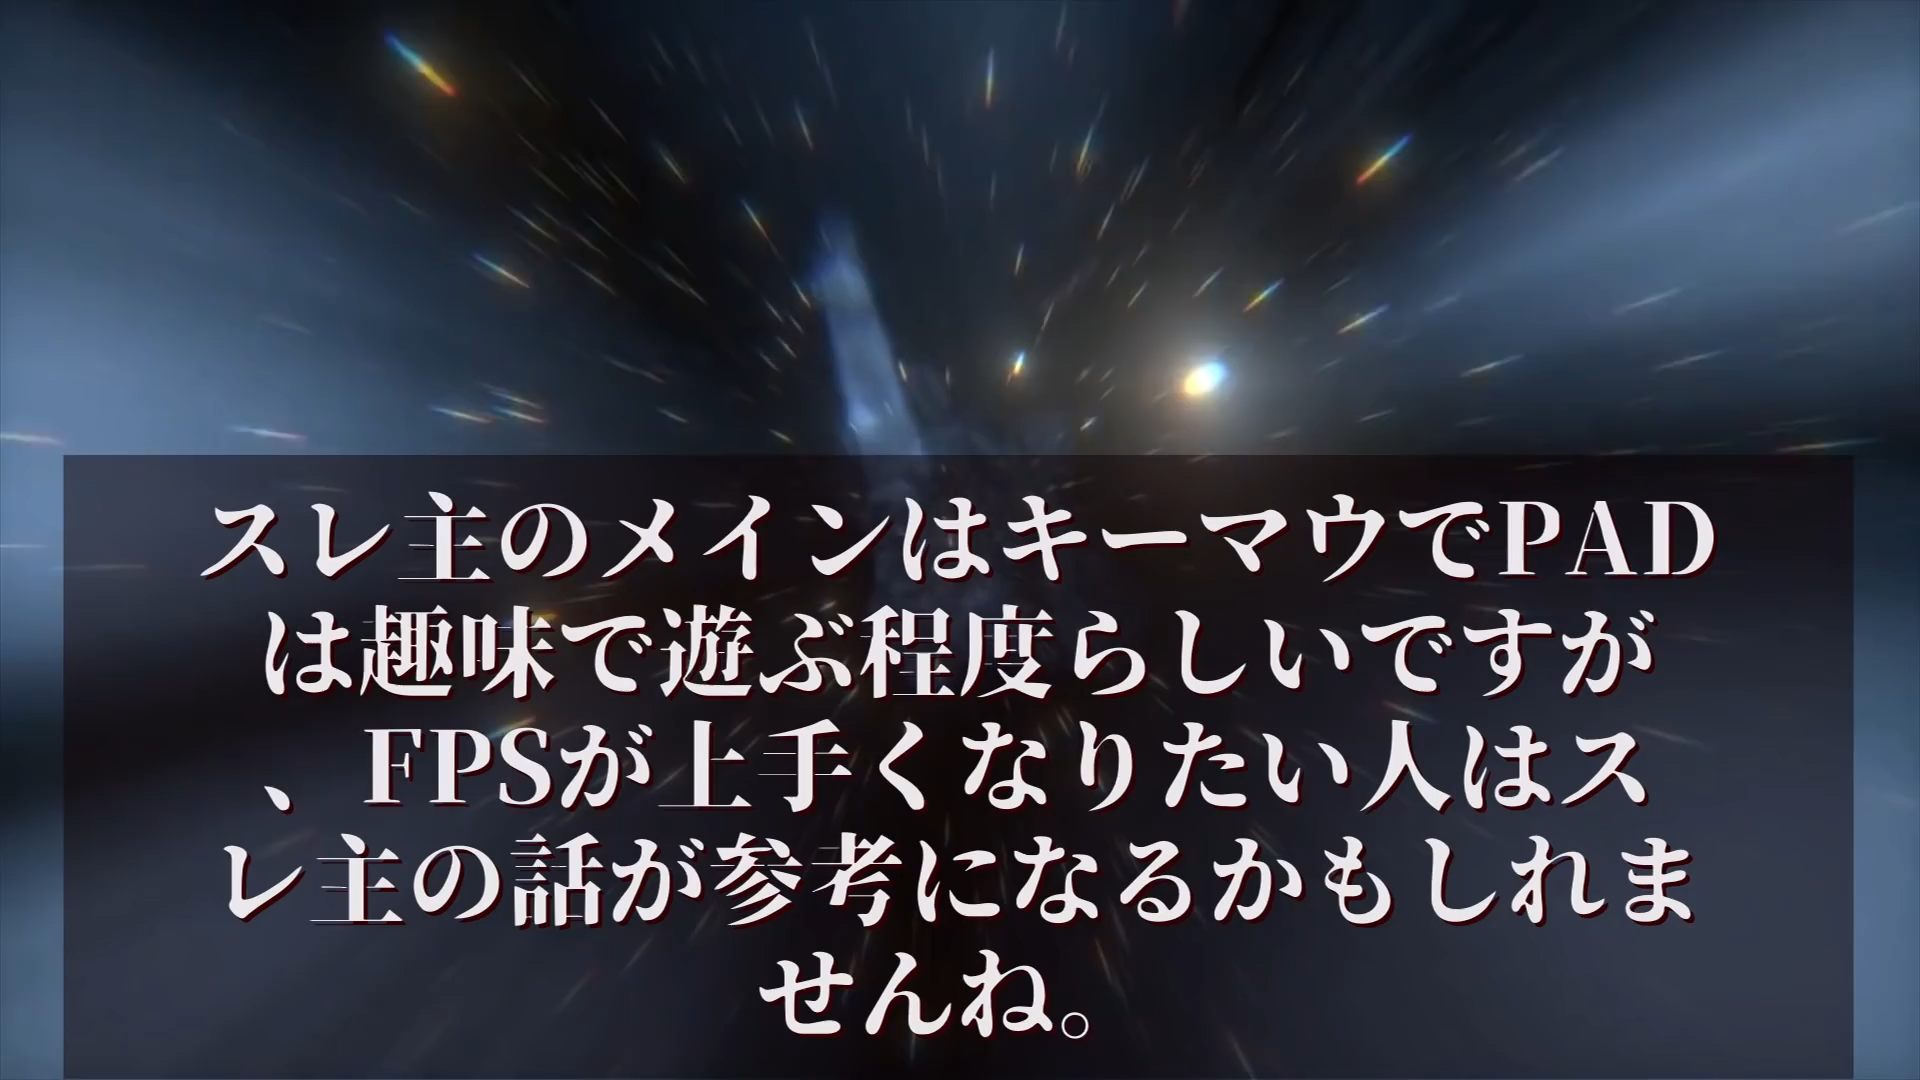 スレ主のメインはキーマウでPAD
は趣味で遊ぶ程度らしいですが
、FPSが上手くなりたい人はス
レ主の話が参考になるかもしれま
せんね。